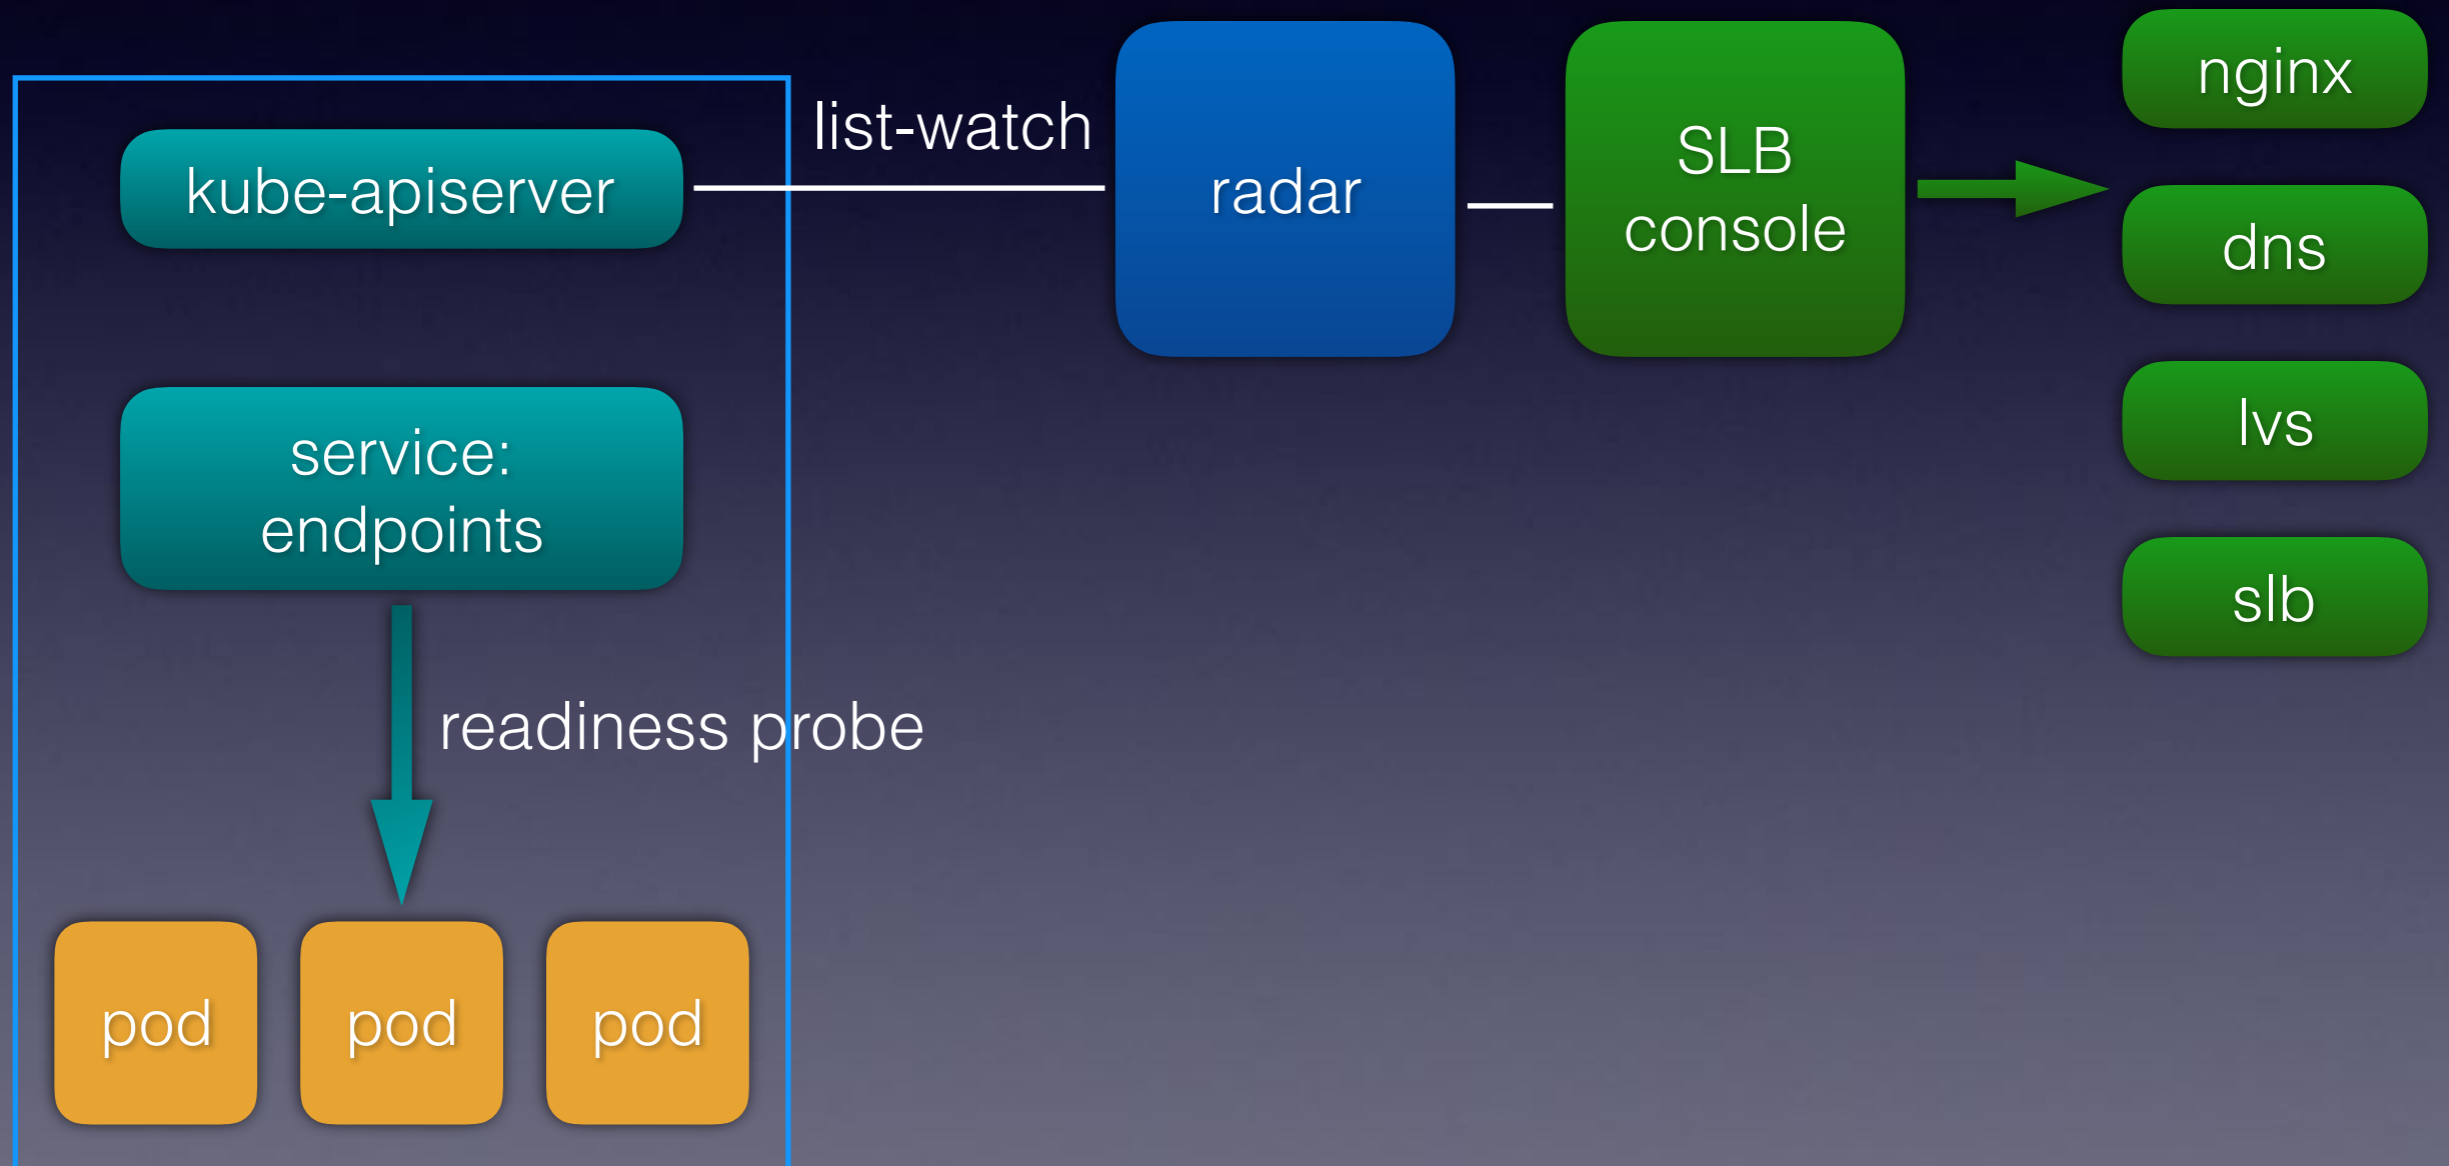 kube-apiserver
list-watch
radar
SLB
console
nginx
dns
lvs
slb
service:
endpoints
readiness probe
pod
pod
pod